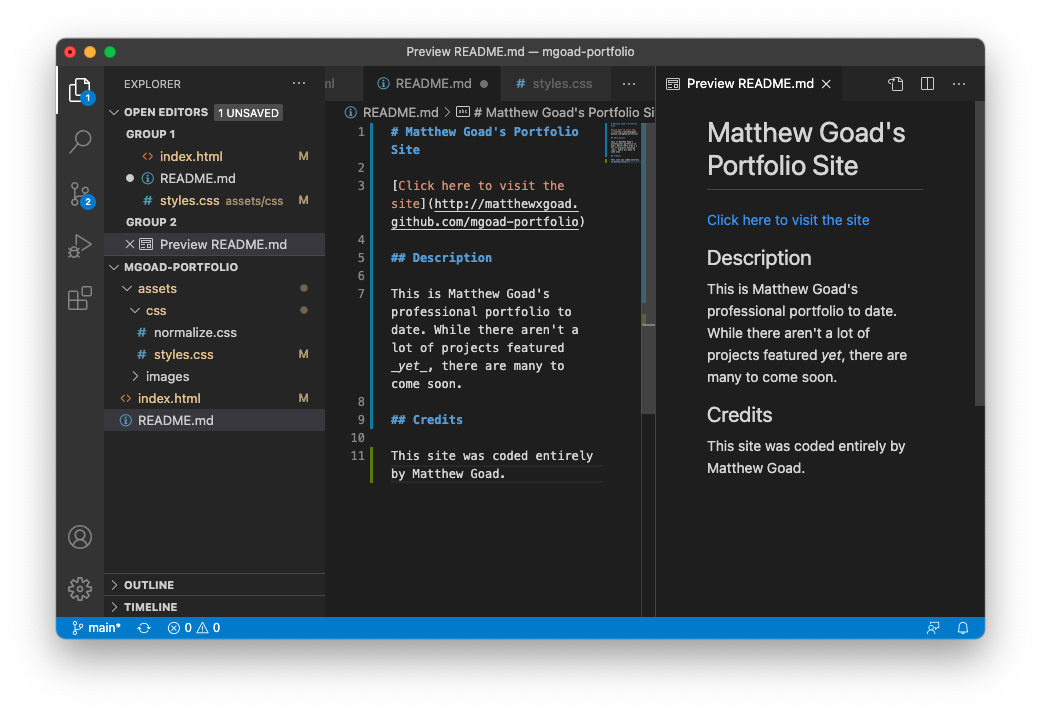 Preview README.md — mgoad-portfolio
EXPLORER
OPEN EDITORS 1 UNSAVED
GROUP 1
<> index.html M
README.md
# styles.css assets/css M
GROUP 2
Preview README.md
MGOAD-PORTFOLIO
assets
css
# normalize.css
# styles.css M
images
<> index.html M
README.md
OUTLINE
TIMELINE
1
2
ml README.md # styles.css ...
README.md > abc # Matthew Goad's Portfolio Si
1 # Matthew Goad's Portfolio
Site
2
3 [Click here to visit the
site](http://matthewxgoad.
github.com/mgoad-portfolio)
4
5 ## Description
6
7 This is Matthew Goad's
professional portfolio to
date. While there aren't a
lot of projects featured
_yet_, there are many to
come soon.
8
9 ## Credits
10
11 This site was coded entirely
by Matthew Goad.
Preview README.md
Matthew Goad's
Portfolio Site
Click here to visit the site
Description
This is Matthew Goad's
professional portfolio to date.
While there aren't a lot of
projects featured yet, there are
many to come soon.
Credits
This site was coded entirely by
Matthew Goad.
main* 0 0